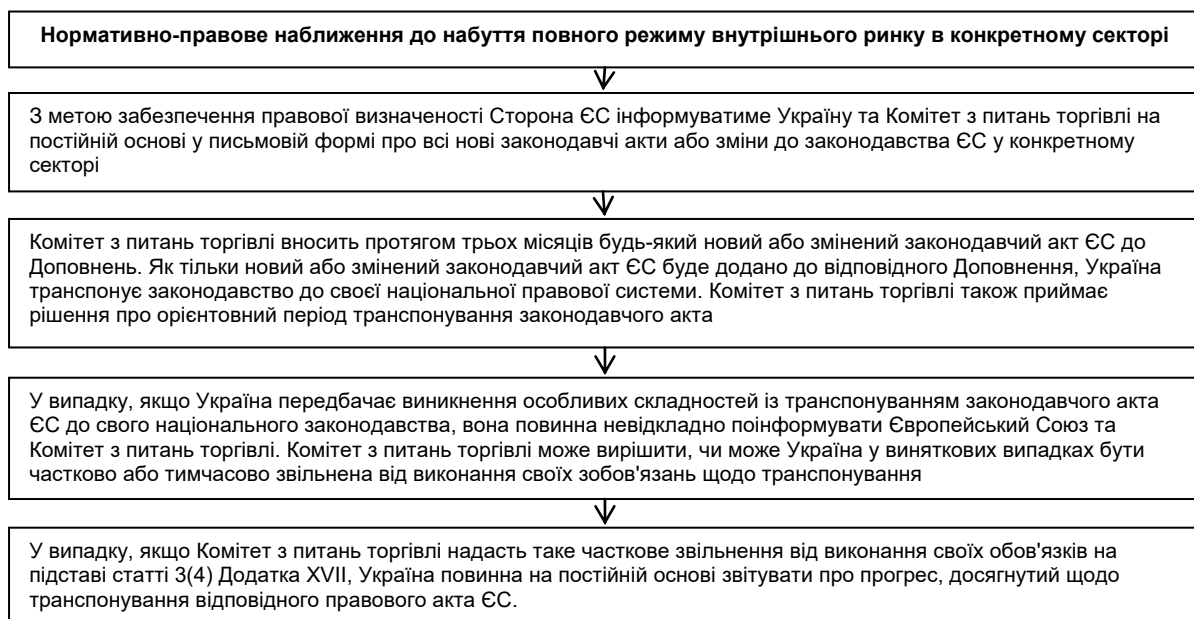 Нормативно-правове наближення до набуття повного режиму внутрішнього ринку в конкретному секторі
З метою забезпечення правової визначеності Сторона ЄС інформуватиме Україну та Комітет з питань торгівлі на
постійній основі у письмовій формі про всі нові законодавчі акти або зміни до законодавства ЄС у конкретному
секторі
Комітет з питань торгівлі вносить протягом трьох місяців будь-який новий або змінений законодавчий акт ЄС до
Доповнень. Як тільки новий або змінений законодавчий акт ЄС буде додано до відповідного Доповнення, Україна
транспонує законодавство до своєї національної правової системи. Комітет з питань торгівлі також приймає
рішення про орієнтовний період транспонування законодавчого акта
У випадку, якщо Україна передбачає виникнення особливих складностей із транспонуванням законодавчого акта
ЄС до свого національного законодавства, вона повинна невідкладно поінформувати Європейський Союз та
Комітет з питань торгівлі. Комітет з питань торгівлі може вирішити, чи може Україна у виняткових випадках бути
частково або тимчасово звільнена від виконання своїх зобов'язань щодо транспонування
У випадку, якщо Комітет з питань торгівлі надасть таке часткове звільнення від виконання своїх обов'язків на
підставі статті 3(4) Додатка XVII, Україна повинна на постійній основі звітувати про прогрес, досягнутий щодо
транспонування відповідного правового акта ЄС.